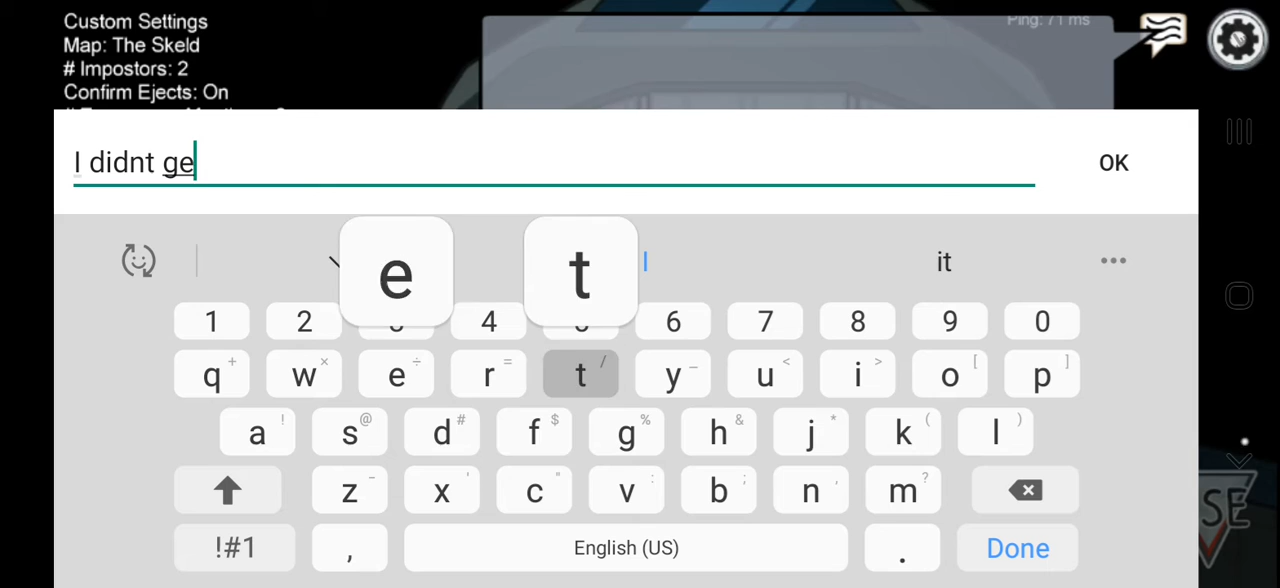 Custom Settings
Map: The Skeld
# Impostors: 2
Confirm Ejects: On
Ping: 71 ms
I didnt ge
OK
e t
I it
1 2 4 6 7 8 9 0
q + w × e ÷ r = t / y _ u < i > o [ p ]
a ! s @ d # f $ g % h & j * k ( l )
z - x ' c " v : b ; n , m ?
!#1 , English (US) . Done
SE